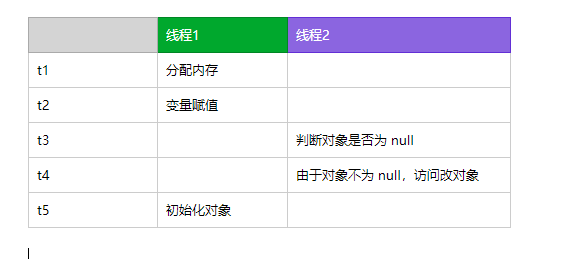 线程1 线程2
t1 分配内存
t2 变量赋值
t3 判断对象是否为 null
t4 由于对象不为 null，访问改对象
t5 初始化对象